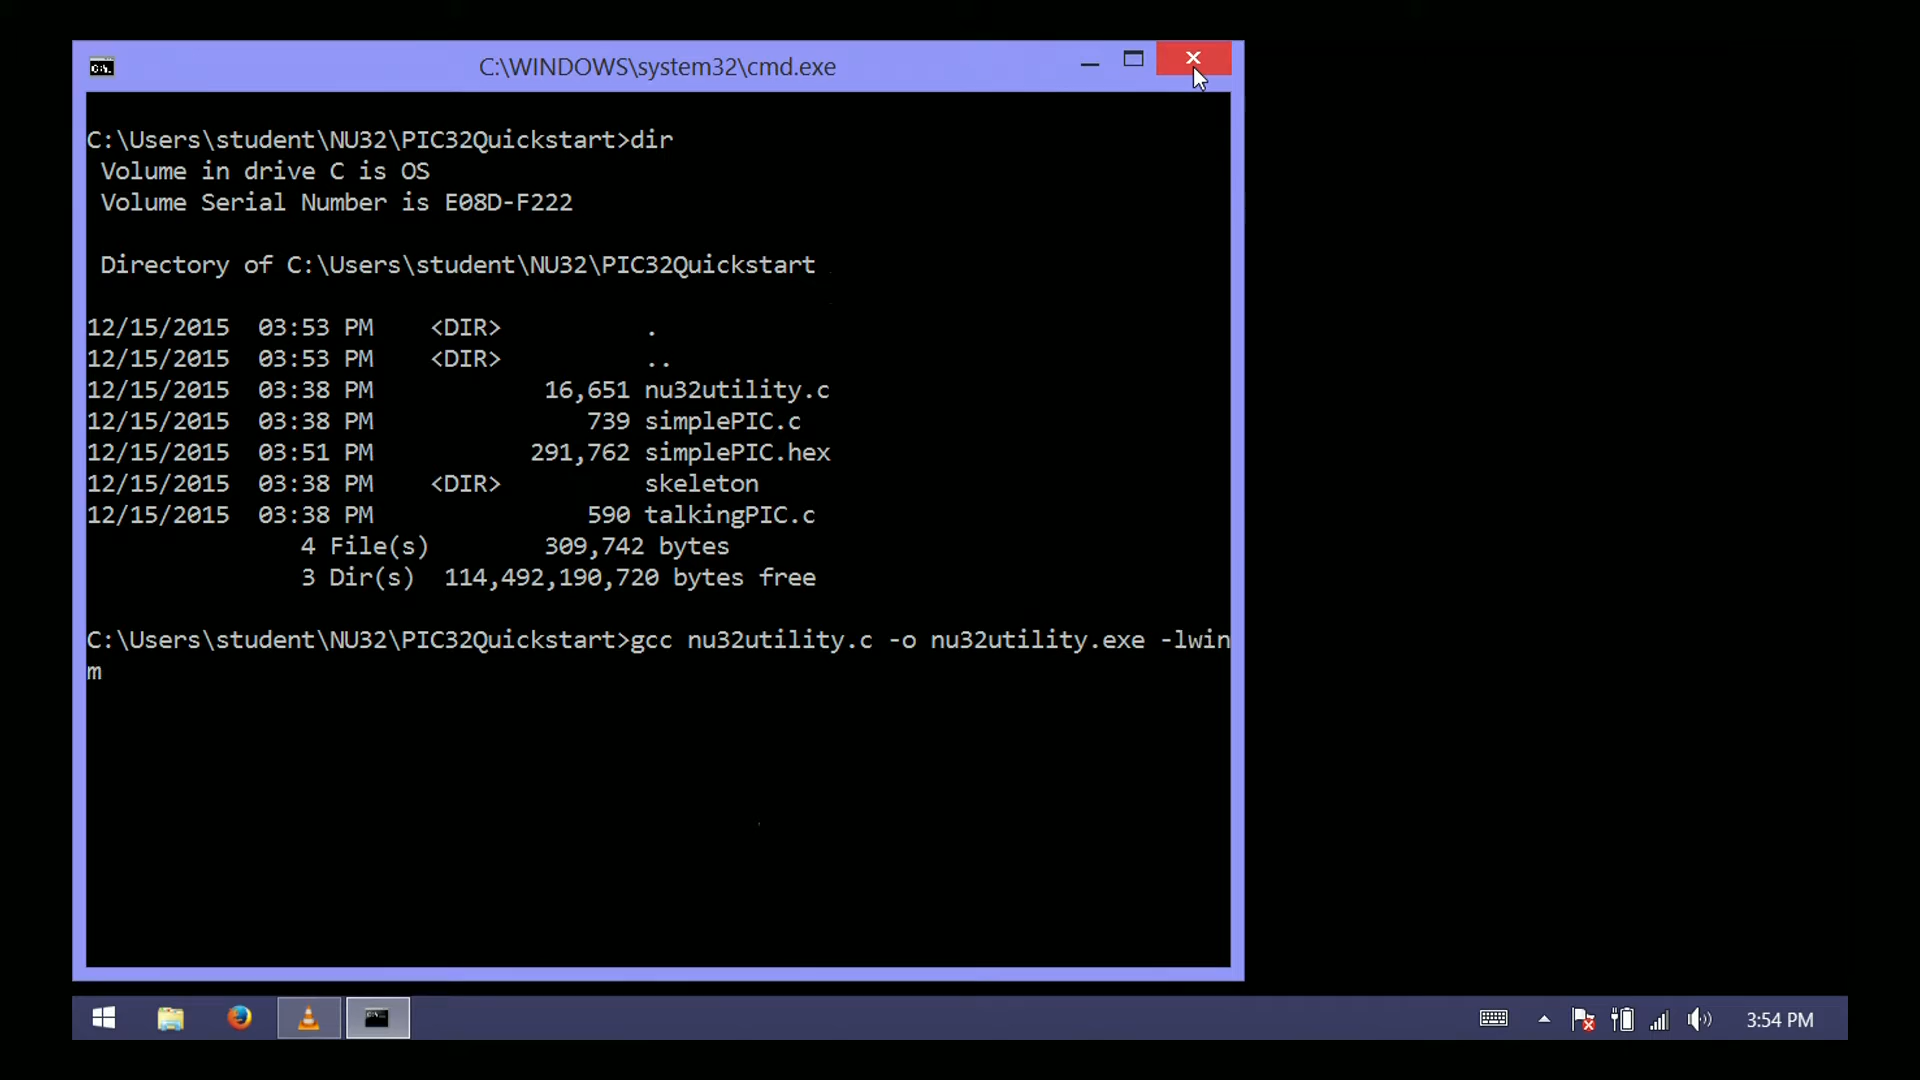 C:\WINDOWS\system32\cmd.exe
C:\Users\student\NU32\PIC32Quickstart>dir
Volume in drive C is OS
Volume Serial Number is E08D-F222
Directory of C:\Users\student\NU32\PIC32Quickstart
12/15/2015  03:53 PM    <DIR>          .
12/15/2015  03:53 PM    <DIR>          ..
12/15/2015  03:38 PM            16,651 nu32utility.c
12/15/2015  03:38 PM               739 simplePIC.c
12/15/2015  03:51 PM           291,762 simplePIC.hex
12/15/2015  03:38 PM    <DIR>          skeleton
12/15/2015  03:38 PM               590 talkingPIC.c
4 File(s)        309,742 bytes
3 Dir(s)  114,492,190,720 bytes free
C:\Users\student\NU32\PIC32Quickstart>gcc nu32utility.c -o nu32utility.exe -lwin
m
3:54 PM